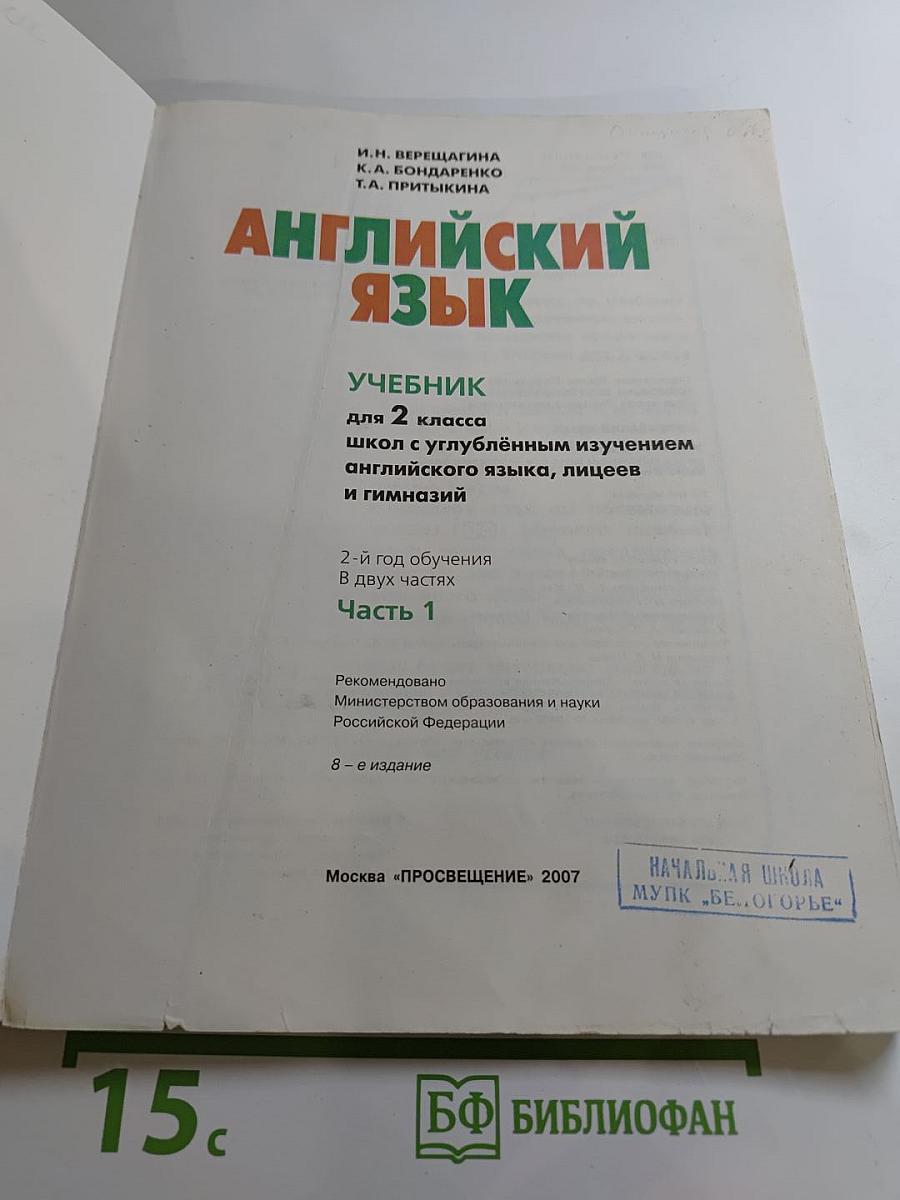 И.Н. ВЕРЕЩАГИНА
К.А. БОНДАРЕНКО
Т.А. ПРИТЫКИНА
АНГЛИЙСКИЙ
ЯЗЫК
УЧЕБНИК
для 2 класса
школ с углублённым изучением
английского языка, лицеев
и гимназий
2-й год обучения
В двух частях
Часть 1
Рекомендовано
Министерством образования и науки
Российской Федерации
8 – е издание
Москва «ПРОСВЕЩЕНИЕ» 2007
НАЧАЛЬНАЯ ШКОЛА
МУПК „БЕЛОГОРЬЕ“
15 с
БФ БИБЛИОФАН